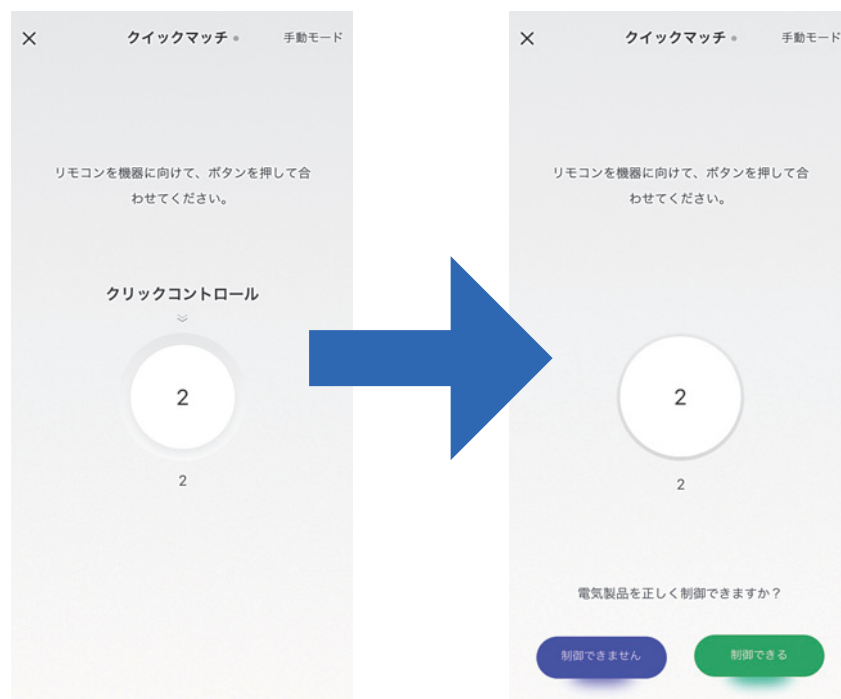 クイックマッチ 手動モード
リモコンを機器に向けて、ボタンを押して合
わせてください。
クリックコントロール
2
2
クイックマッチ 手動モード
リモコンを機器に向けて、ボタンを押して合
わせてください。
2
2
電気製品を正しく制御できますか？
制御できません 制御できる